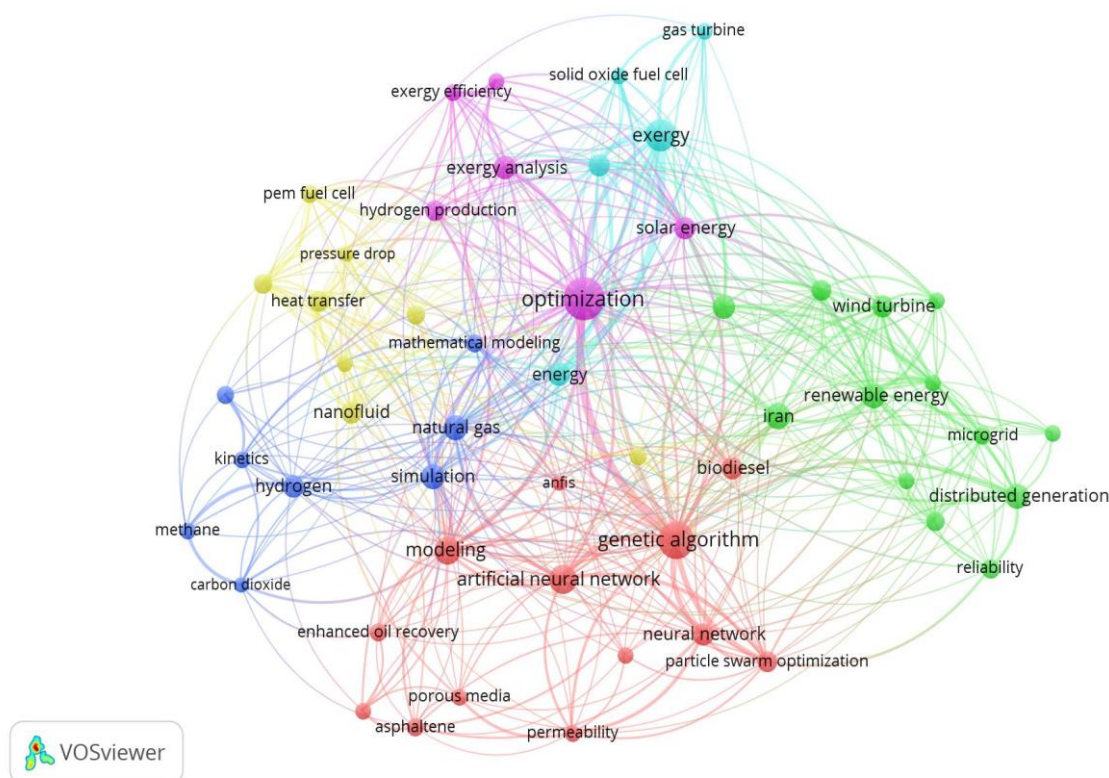 gas turbine
solid oxide fuel cell
exergy efficiency
exergy
exergy analysis
pem fuel cell
hydrogen production
solar energy
pressure drop
heat transfer
optimization
wind turbine
mathematical modeling
energy
renewable energy
nanofluid
iran
natural gas
microgrid
kinetics
biodiesel
simulation
anfis
hydrogen
distributed generation
methane
genetic algorithm
modeling
reliability
artificial neural network
carbon dioxide
enhanced oil recovery
neural network
particle swarm optimization
porous media
asphaltene
permeability
VOSviewer